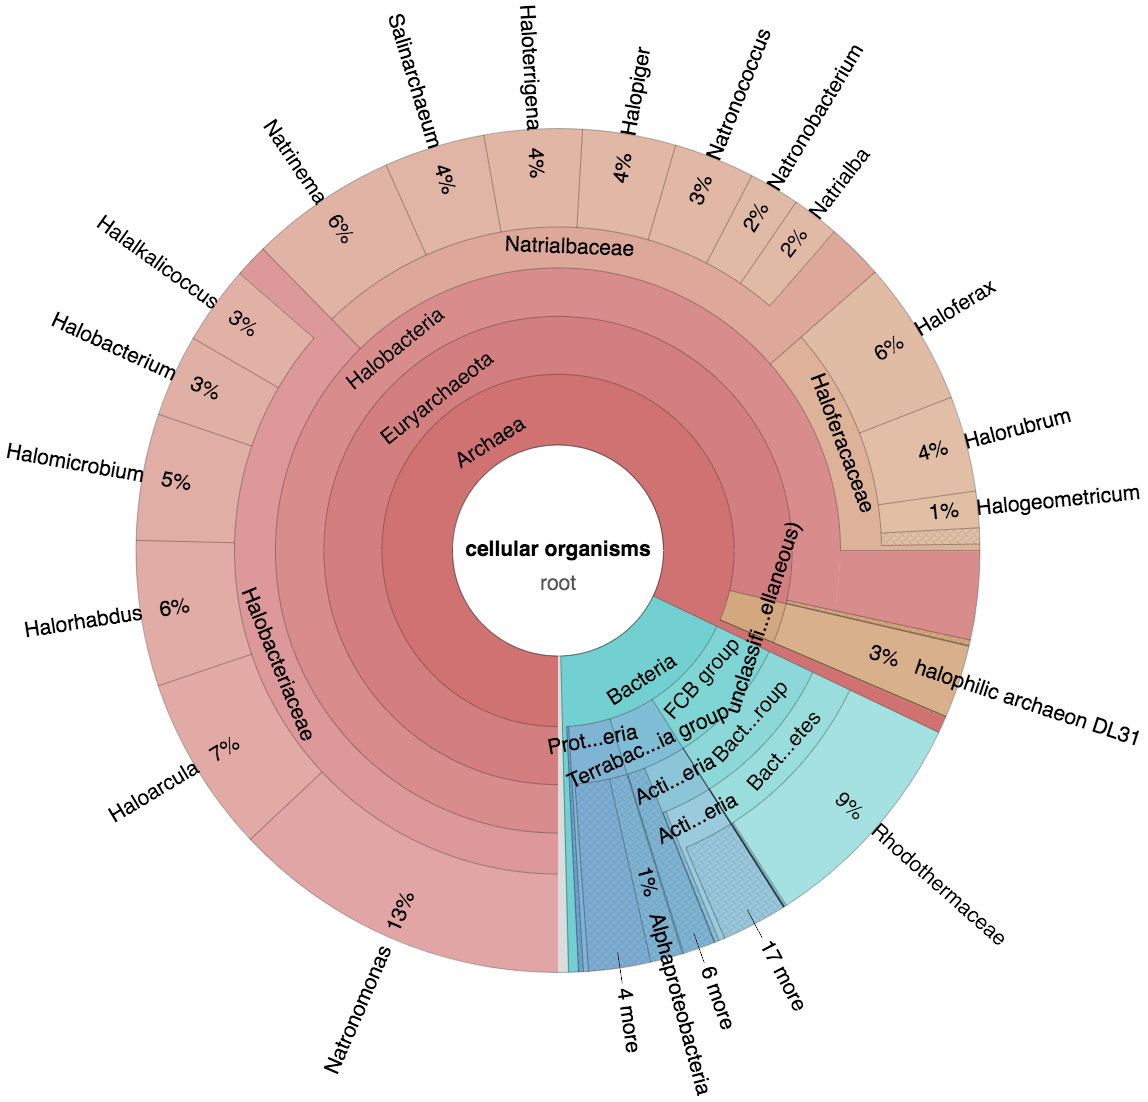 Haloterrigena
Salinarchaeum
Halopiger
Natronococcus
Natronobacterium
Natrialba
Natrinema
4%
4%
4%
3%
2%
2%
6%
Natrialbaceae
Halalkalicoccus
3%
Haloferax
6%
Halobacterium
3%
Halobacteria
Euryarchaeota
Archaea
Haloferacaceae
Halorubrum
4%
Halomicrobium
5%
Halogeometricum
1%
cellular organisms
root
Halorhabdus
6%
Halobacteriaceae
unclassifi...ellaneous)
3%
halophilic archaeon DL31
Bacteria
FCB group
Prot...eria
Terrabac...ia group
Bact...roup
Bact...etes
Acti...eria
Acti...eria
Haloarcula
7%
9%
Rhodothermaceae
13%
Natronomonas
1%
Alphaproteobacteria
4 more
6 more
17 more